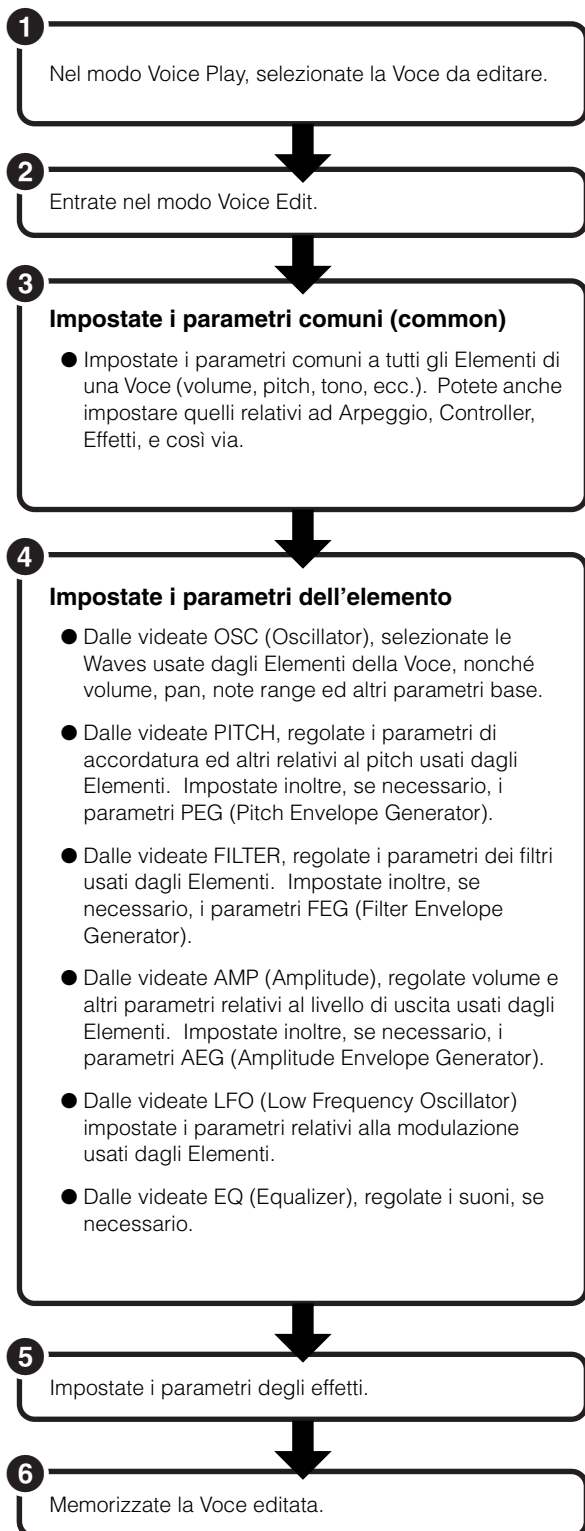 1
Nel modo Voice Play, selezionate la Voce da editare.
2
Entrate nel modo Voice Edit.
3
Impostate i parametri comuni (common)
● Impostate i parametri comuni a tutti gli Elementi di
una Voce (volume, pitch, tono, ecc.). Potete anche
impostare quelli relativi ad Arpeggio, Controller,
Effetti, e così via.
4
Impostate i parametri dell'elemento
● Dalle videate OSC (Oscillator), selezionate le
Waves usate dagli Elementi della Voce, nonché
volume, pan, note range ed altri parametri base.
● Dalle videate PITCH, regolate i parametri di
accordatura ed altri relativi al pitch usati dagli
Elementi. Impostate inoltre, se necessario, i
parametri PEG (Pitch Envelope Generator).
● Dalle videate FILTER, regolate i parametri dei filtri
usati dagli Elementi. Impostate inoltre, se
necessario, i parametri FEG (Filter Envelope
Generator).
● Dalle videate AMP (Amplitude), regolate volume e
altri parametri relativi al livello di uscita usati dagli
Elementi. Impostate inoltre, se necessario, i
parametri AEG (Amplitude Envelope Generator).
● Dalle videate LFO (Low Frequency Oscillator)
impostate i parametri relativi alla modulazione
usati dagli Elementi.
● Dalle videate EQ (Equalizer), regolate i suoni, se
necessario.
5
Impostate i parametri degli effetti.
6
Memorizzate la Voce editata.